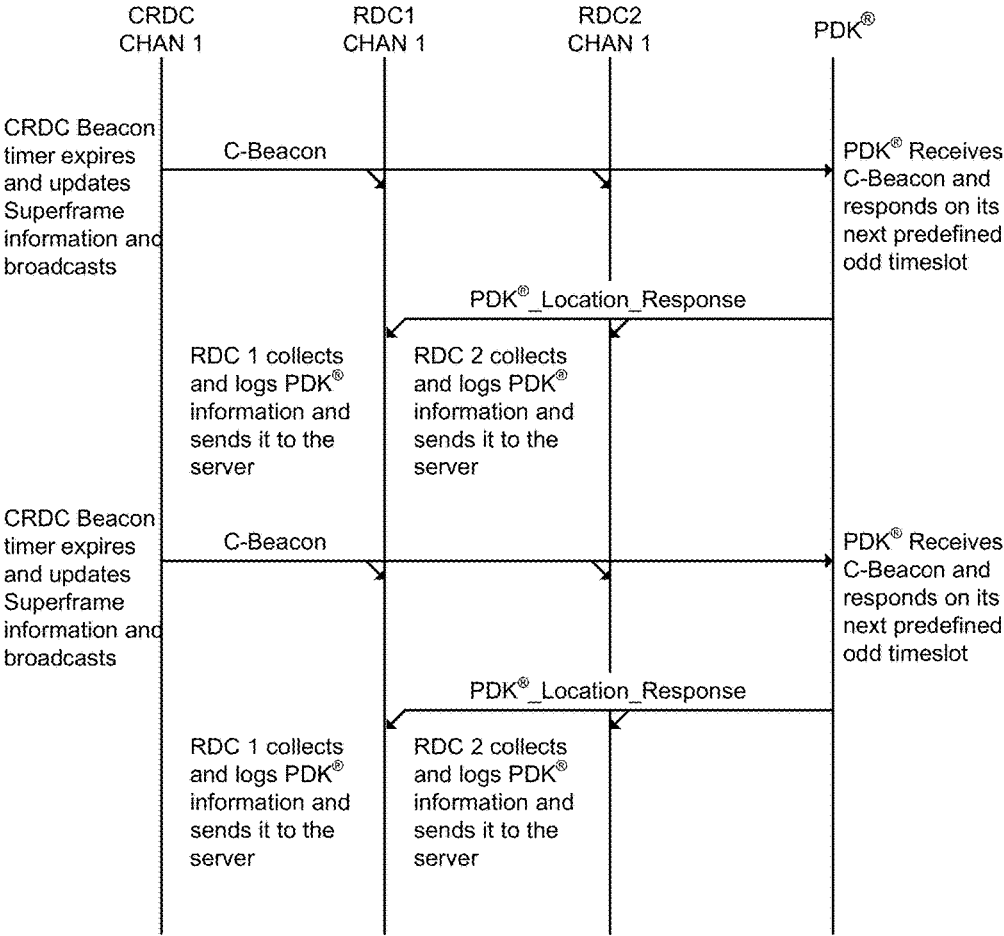 CRDC
CHAN 1
RDC1
CHAN 1
RDC2
CHAN 1
PDK®
CRDC Beacon
timer expires
and updates
Superframe
information and
broadcasts
C-Beacon
PDK® Receives
C-Beacon and
responds on its
next predefined
odd timeslot
PDK®_Location_Response
RDC 1 collects
and logs PDK®
information and
sends it to the
server
RDC 2 collects
and logs PDK®
information and
sends it to the
server
CRDC Beacon
timer expires
and updates
Superframe
information and
broadcasts
C-Beacon
PDK® Receives
C-Beacon and
responds on its
next predefined
odd timeslot
PDK®_Location_Response
RDC 1 collects
and logs PDK®
information and
sends it to the
server
RDC 2 collects
and logs PDK®
information and
sends it to the
server